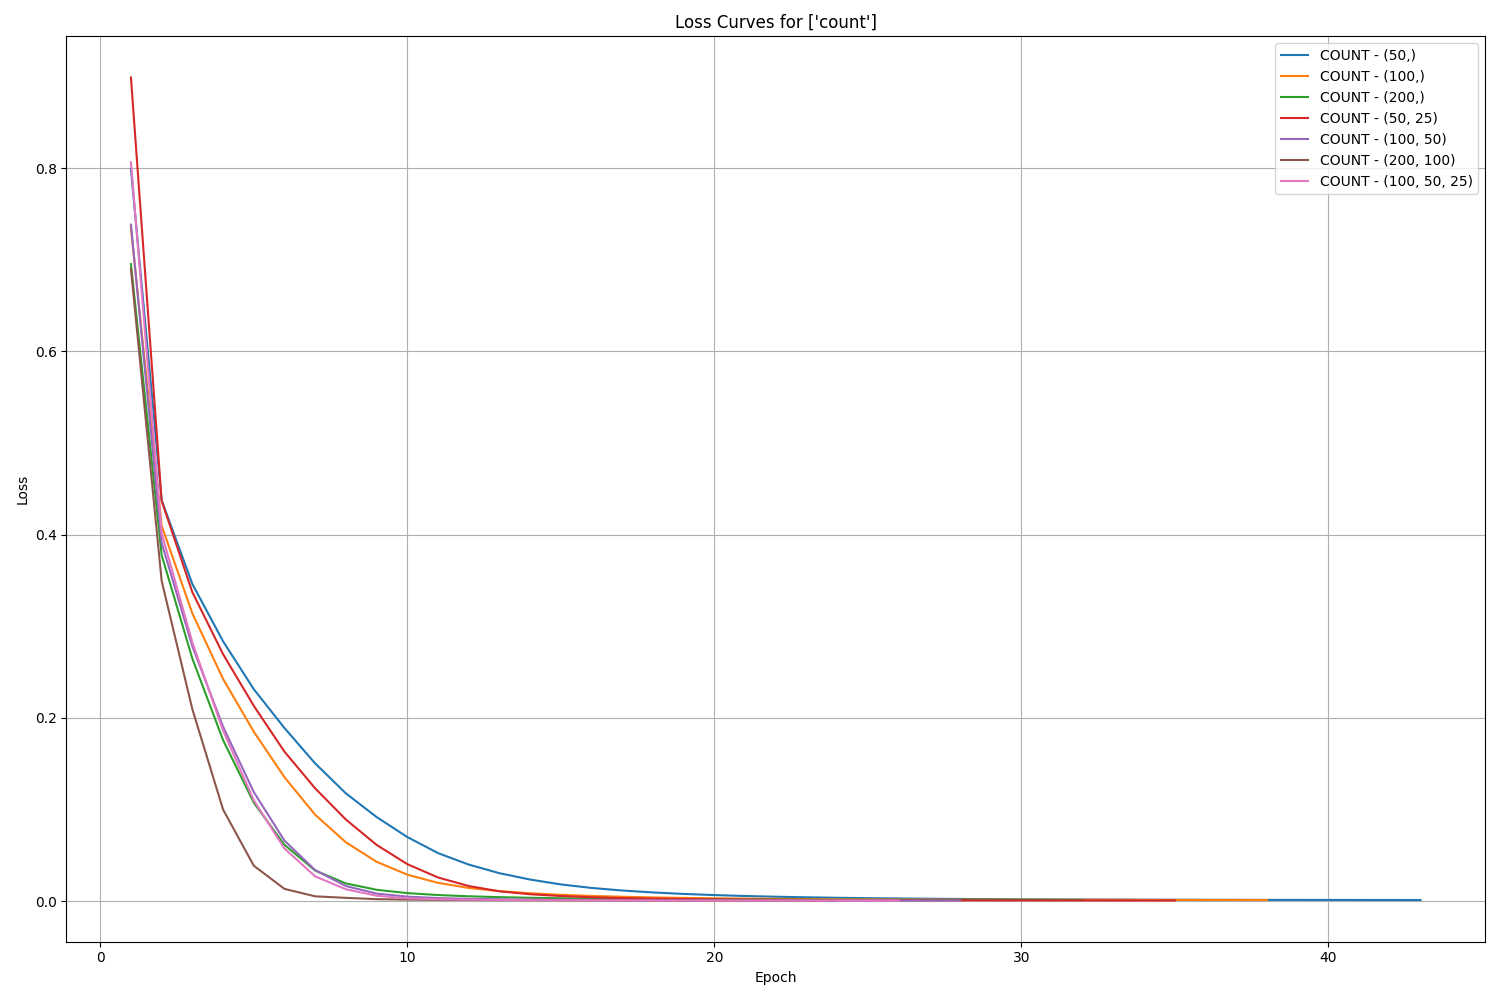 Loss Curves for ['count']
COUNT - (50,)
COUNT - (100,)
COUNT - (200,)
COUNT - (50, 25)
COUNT - (100, 50)
COUNT - (200, 100)
COUNT - (100, 50, 25)
Loss
0.8
0.6
0.4
0.2
0.0
0 10 20 30 40
Epoch